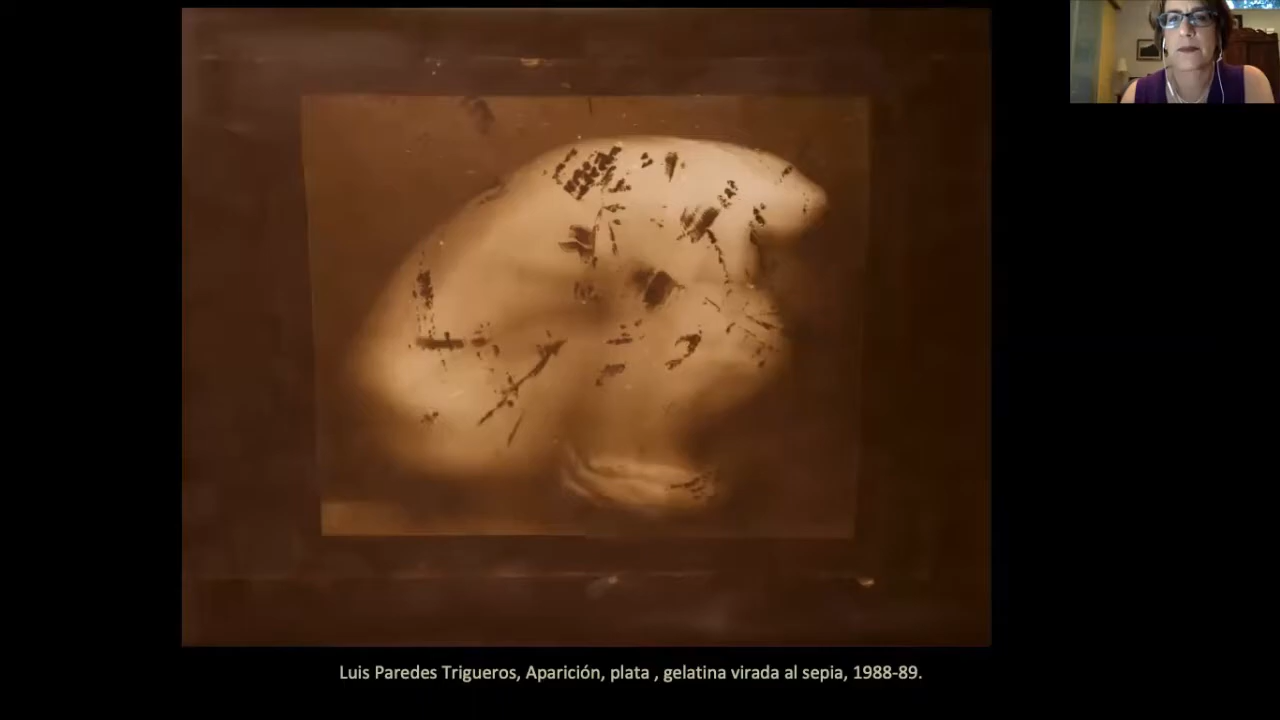 Luis Paredes Trigueros, Aparición, plata , gelatina virada al sepia, 1988-89.